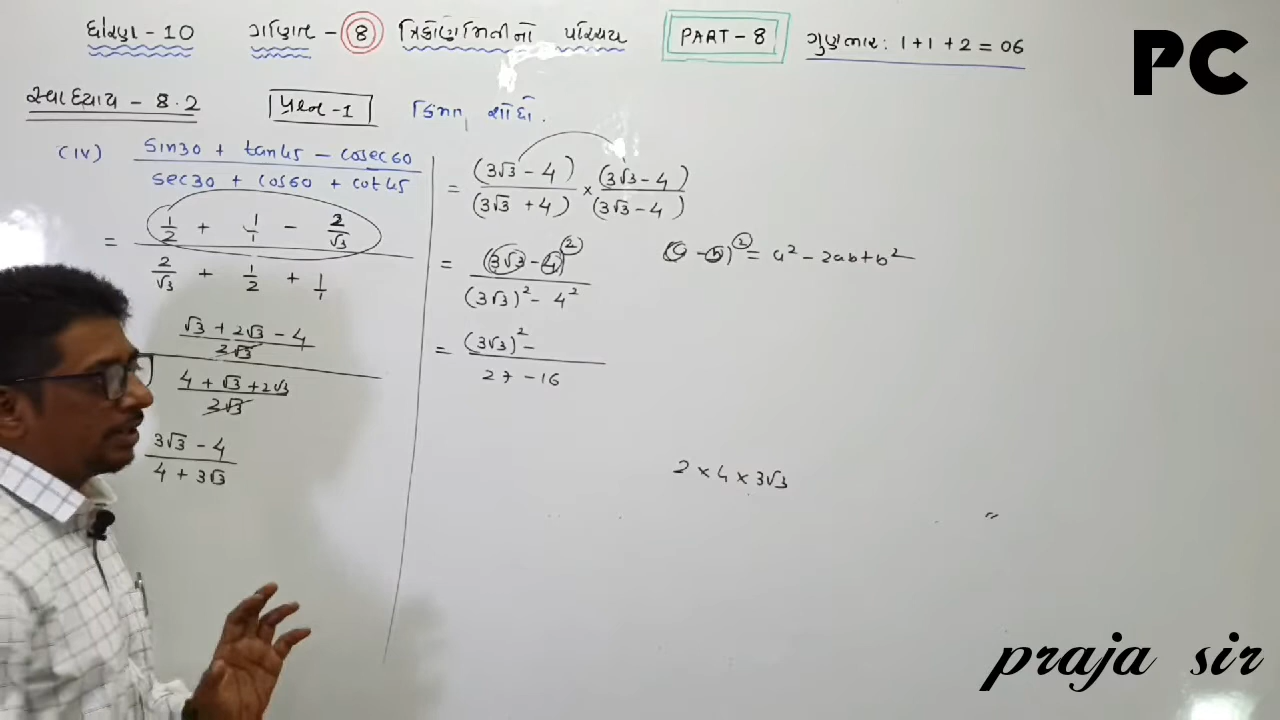 ધોરણ - 10 ગણિત - 8 ત્રિકોણમિતીનો પરિચય PART - 8 ગુણભાર : 1 + 1 + 2 = 06
PC
સ્વાધ્યાય - 8.2 પ્રશ્ન -1 કિંમત શોધો.
(iv) sin30 + tan45 - cosec60
sec30 + cos60 + cot45
= 1/2 + 1/1 - 2/√3
2/√3 + 1/2 + 1/1
√3 + 2√3 - 4
2√3
4 + √3 + 2√3
2√3
3√3 - 4
4 + 3√3
= (3√3 - 4) × (3√3 - 4)
(3√3 + 4) (3√3 - 4)
= (3√3 - 4)²
(3√3)² - 4²
(a - b)² = a² - 2ab + b²
= (3√3)² -
27 - 16
2 × 4 × 3√3
praja sir